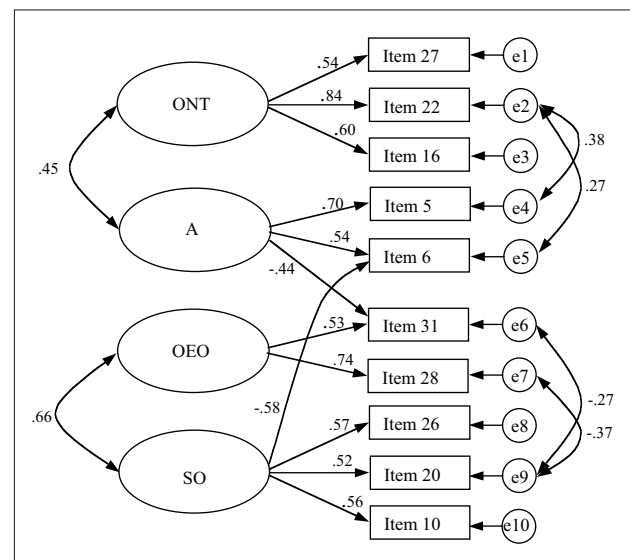 .54
Item 27
e1
ONT
.84
Item 22
e2
.60
Item 16
e3
.38
.45
.27
.70
Item 5
e4
A
.54
Item 6
e5
-.44
.53
Item 31
e6
OEO
.74
Item 28
e7
-.58
-.27
.66
.57
Item 26
e8
-.37
SO
.52
Item 20
e9
.56
Item 10
e10